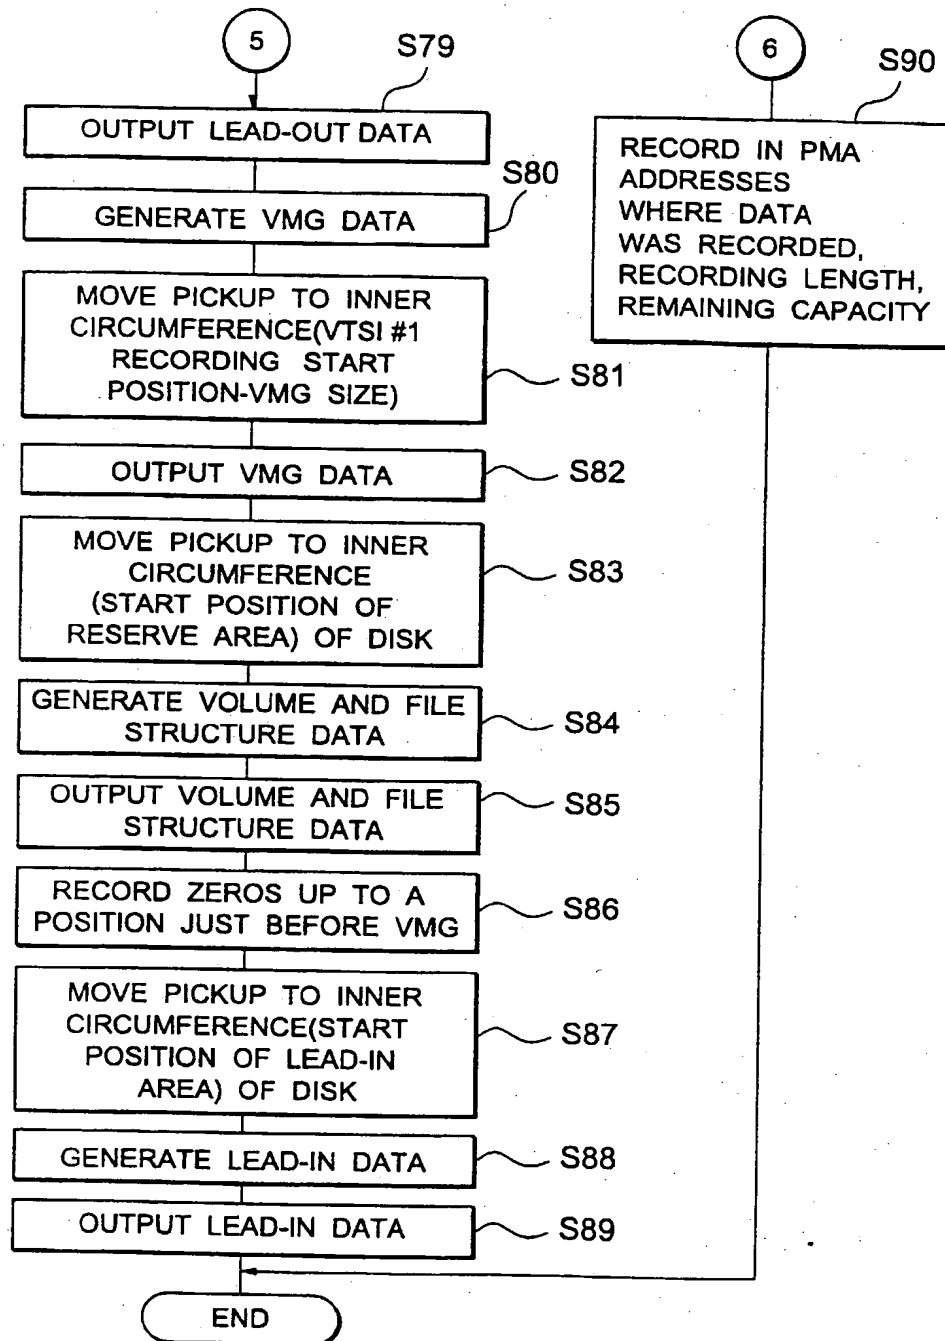 5
S79
OUTPUT LEAD-OUT DATA
S80
GENERATE VMG DATA
MOVE PICKUP TO INNER
CIRCUMFERENCE(VTSI #1
RECORDING START
POSITION-VMG SIZE)
S81
OUTPUT VMG DATA
S82
MOVE PICKUP TO INNER
CIRCUMFERENCE
(START POSITION OF
RESERVE AREA) OF DISK
S83
GENERATE VOLUME AND FILE
STRUCTURE DATA
S84
OUTPUT VOLUME AND FILE
STRUCTURE DATA
S85
RECORD ZEROS UP TO A
POSITION JUST BEFORE VMG
S86
MOVE PICKUP TO INNER
CIRCUMFERENCE(START
POSITION OF LEAD-IN
AREA) OF DISK
S87
GENERATE LEAD-IN DATA
S88
OUTPUT LEAD-IN DATA
S89
END
6
S90
RECORD IN PMA
ADDRESSES
WHERE DATA
WAS RECORDED,
RECORDING LENGTH,
REMAINING CAPACITY